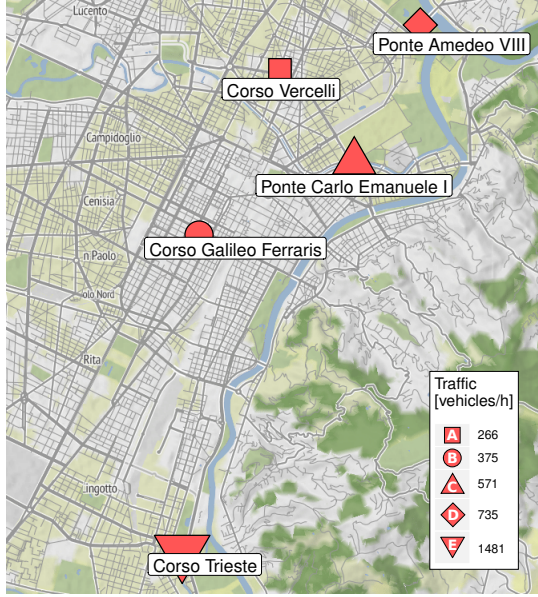 Lucento
Ponte Amedeo VIII
Corso Vercelli
Campidoglio
Ponte Carlo Emanuele I
Cenisia
Corso Galileo Ferraris
n Paolo
olo Nord
Rita
Traffic
[vehicles/h]
A 266
B 375
C 571
D 735
E 1481
ingotto
Corso Trieste